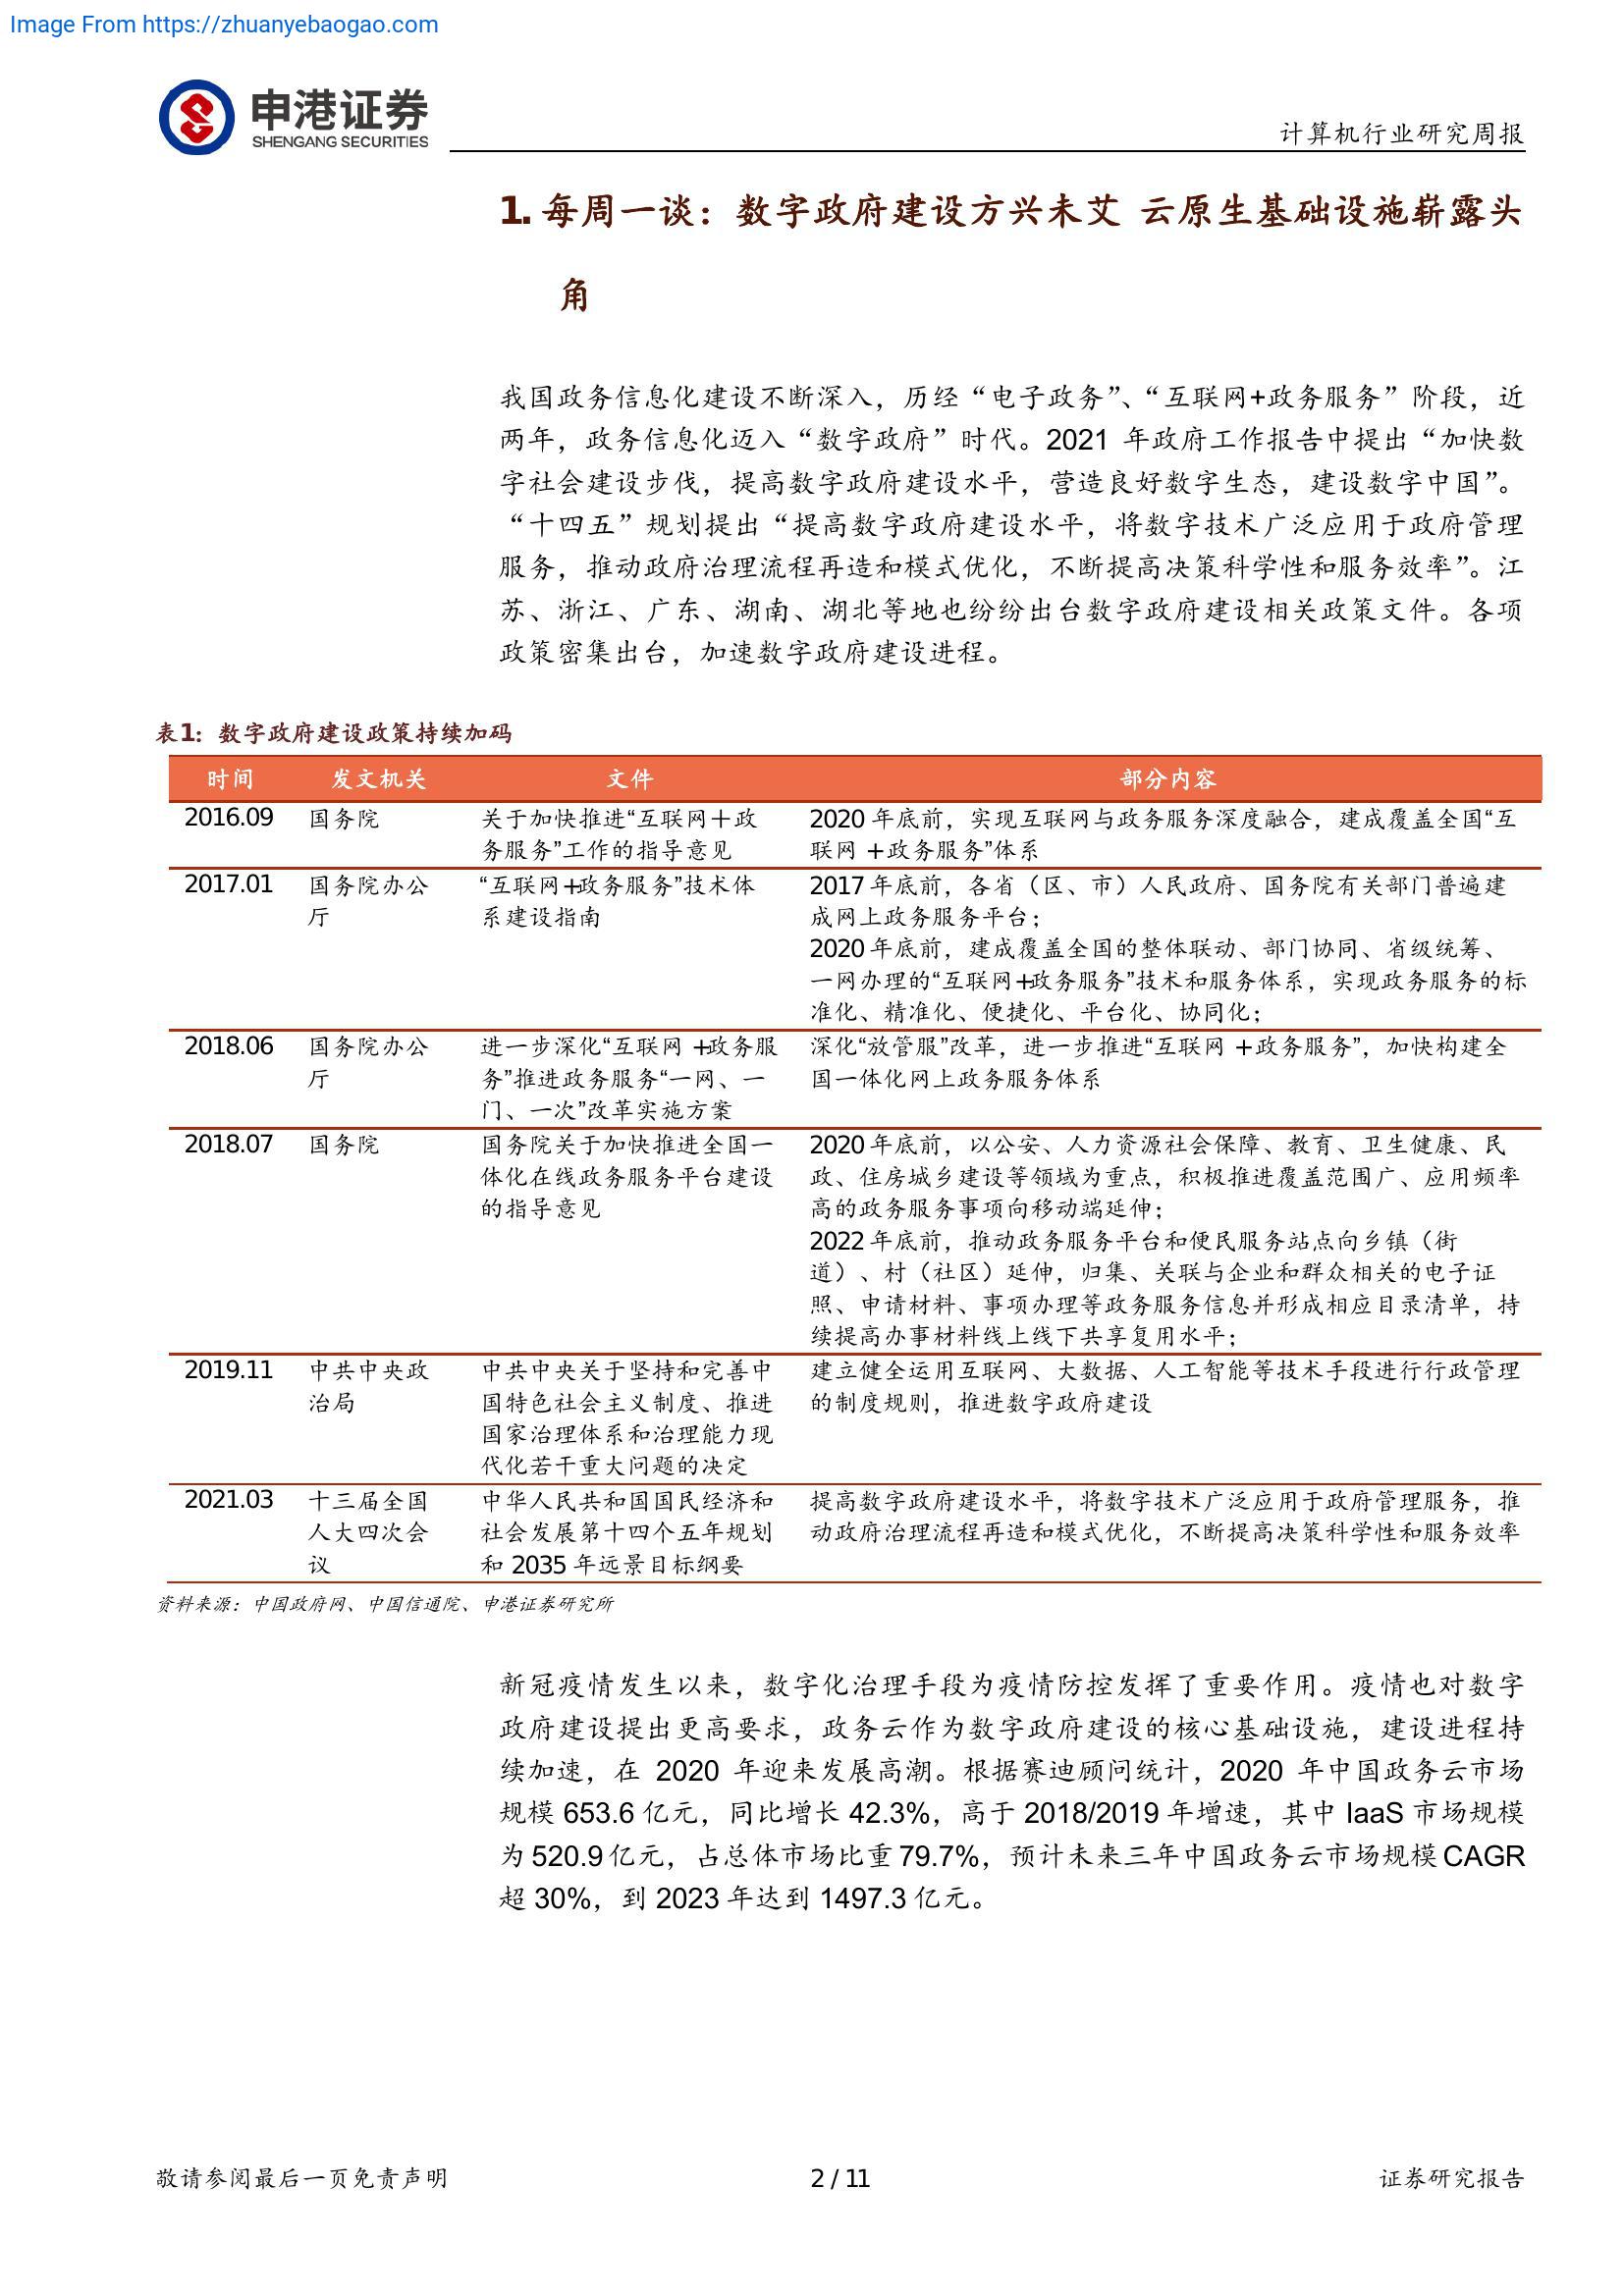 Image From https://zhuanyebaogao.com
申港证券
SHENGANG SECURITIES
计算机行业研究周报
1. 每周一谈：数字政府建设方兴未艾 云原生基础设施崭露头
角
我国政务信息化建设不断深入，历经“电子政务”、“互联网+政务服务”阶段，近
两年，政务信息化迈入“数字政府”时代。2021 年政府工作报告中提出“加快数
字社会建设步伐，提高数字政府建设水平，营造良好数字生态，建设数字中国”。
“十四五”规划提出“提高数字政府建设水平，将数字技术广泛应用于政府管理
服务，推动政府治理流程再造和模式优化，不断提高决策科学性和服务效率”。江
苏、浙江、广东、湖南、湖北等地也纷纷出台数字政府建设相关政策文件。各项
政策密集出台，加速数字政府建设进程。
表1：数字政府建设政策持续加码
时间 发文机关 文件 部分内容
2016.09 国务院 关于加快推进“互联网＋政 2020 年底前，实现互联网与政务服务深度融合，建成覆盖全国“互
务服务”工作的指导意见 联网 +政务服务”体系
2017.01 国务院办公 “互联网+政务服务”技术体 2017 年底前，各省（区、市）人民政府、国务院有关部门普遍建
厅 系建设指南 成网上政务服务平台；
2020 年底前，建成覆盖全国的整体联动、部门协同、省级统筹、
一网办理的“互联网+政务服务”技术和服务体系，实现政务服务的标
准化、精准化、便捷化、平台化、协同化；
2018.06 国务院办公 进一步深化“互联网 +政务服 深化“放管服”改革，进一步推进“互联网 +政务服务”，加快构建全
厅 务”推进政务服务“一网、一 国一体化网上政务服务体系
门、一次”改革实施方案
2018.07 国务院 国务院关于加快推进全国一 2020 年底前，以公安、人力资源社会保障、教育、卫生健康、民
体化在线政务服务平台建设 政、住房城乡建设等领域为重点，积极推进覆盖范围广、应用频率
的指导意见 高的政务服务事项向移动端延伸；
2022 年底前，推动政务服务平台和便民服务站点向乡镇（街
道）、村（社区）延伸，归集、关联与企业和群众相关的电子证
照、申请材料、事项办理等政务服务信息并形成相应目录清单，持
续提高办事材料线上线下共享复用水平；
2019.11 中共中央政 中共中央关于坚持和完善中 建立健全运用互联网、大数据、人工智能等技术手段进行行政管理
治局 国特色社会主义制度、推进 的制度规则，推进数字政府建设
国家治理体系和治理能力现
代化若干重大问题的决定
2021.03 十三届全国 中华人民共和国国民经济和 提高数字政府建设水平，将数字技术广泛应用于政府管理服务，推
人大四次会 社会发展第十四个五年规划 动政府治理流程再造和模式优化，不断提高决策科学性和服务效率
议 和 2035 年远景目标纲要
资料来源：中国政府网、中国信通院、申港证券研究所
新冠疫情发生以来，数字化治理手段为疫情防控发挥了重要作用。疫情也对数字
政府建设提出更高要求，政务云作为数字政府建设的核心基础设施，建设进程持
续加速，在 2020 年迎来发展高潮。根据赛迪顾问统计，2020 年中国政务云市场
规模 653.6 亿元，同比增长 42.3%，高于 2018/2019 年增速，其中 IaaS 市场规模
为 520.9 亿元，占总体市场比重 79.7%，预计未来三年中国政务云市场规模 CAGR
超 30%，到 2023 年达到 1497.3 亿元。
敬请参阅最后一页免责声明 2 / 11 证券研究报告